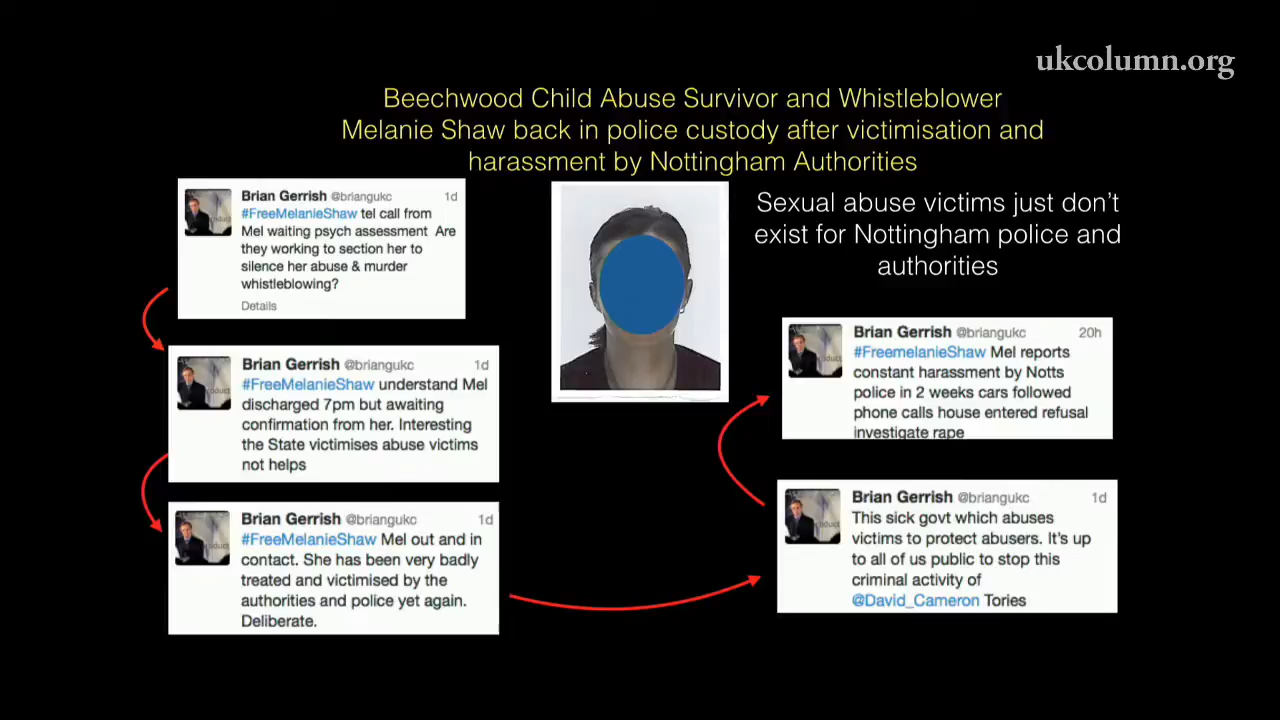 ukcolumn.org
Beechwood Child Abuse Survivor and Whistleblower
Melanie Shaw back in police custody after victimisation and
harassment by Nottingham Authorities
Brian Gerrish @briangukc 1d
#FreeMelanieShaw tel call from
Mel waiting psych assessment Are
they working to section her to
silence her abuse & murder
whistleblowing?
Details
Brian Gerrish @briangukc 1d
#FreeMelanieShaw understand Mel
discharged 7pm but awaiting
confirmation from her. Interesting
the State victimises abuse victims
not helps
Brian Gerrish @briangukc 1d
#FreeMelanieShaw Mel out and in
contact. She has been very badly
treated and victimised by the
authorities and police yet again.
Deliberate.
Sexual abuse victims just don't
exist for Nottingham police and
authorities
Brian Gerrish @briangukc 20h
#FreemelanieShaw Mel reports
constant harassment by Notts
police in 2 weeks cars followed
phone calls house entered refusal
investigate rape
Brian Gerrish @briangukc 1d
This sick govt which abuses
victims to protect abusers. It's up
to all of us public to stop this
criminal activity of
@David_Cameron Tories